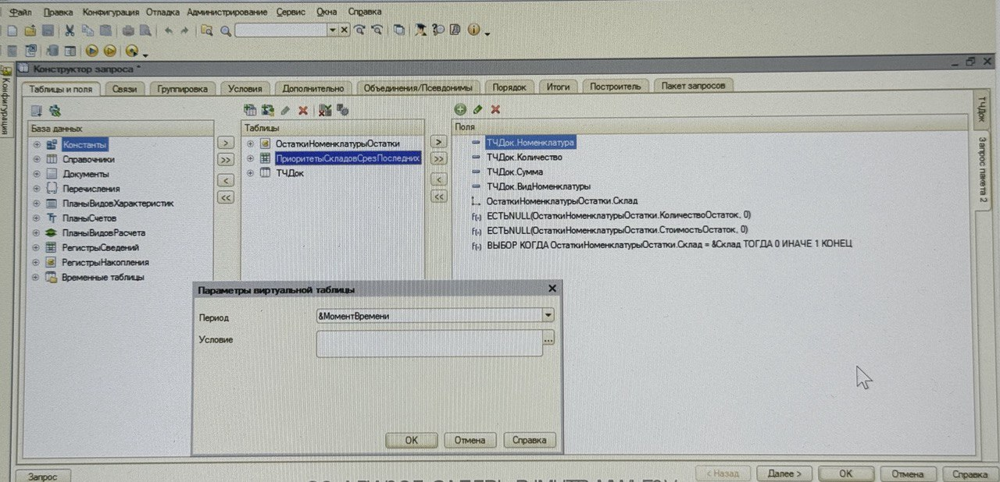 Файл Правка Конфигурация Отладка Администрирование Сервис Окна Справка
Конструктор запроса *
Конфигурация
Таблицы и поля Связи Группировка Условия Дополнительно Объединения/Псевдонимы Порядок Итоги Построитель Пакет запросов
ТЧДок
Запрос пакета 2
База данных
Константы
Справочники
Документы
Перечисления
ПланыВидовХарактеристик
ПланыСчетов
ПланыВидовРасчета
РегистрыСведений
РегистрыНакопления
Временные таблицы
Таблицы
ОстаткиНоменклатурыОстатки
ПриоритетыСкладовСрезПоследних
ТЧДок
Поля
ТЧДок.Номенклатура
ТЧДок.Количество
ТЧДок.Сумма
ТЧДок.ВидНоменклатуры
ОстаткиНоменклатурыОстатки.Склад
ЕСТЬNULL(ОстаткиНоменклатурыОстатки.КоличествоОстаток, 0)
ЕСТЬNULL(ОстаткиНоменклатурыОстатки.СтоимостьОстаток, 0)
ВЫБОР КОГДА ОстаткиНоменклатурыОстатки.Склад = &Склад ТОГДА 0 ИНАЧЕ 1 КОНЕЦ
Параметры виртуальной таблицы
Период &МоментВремени
Условие
OK Отмена Справка
Запрос < Назад Далее > OK Отмена Справка